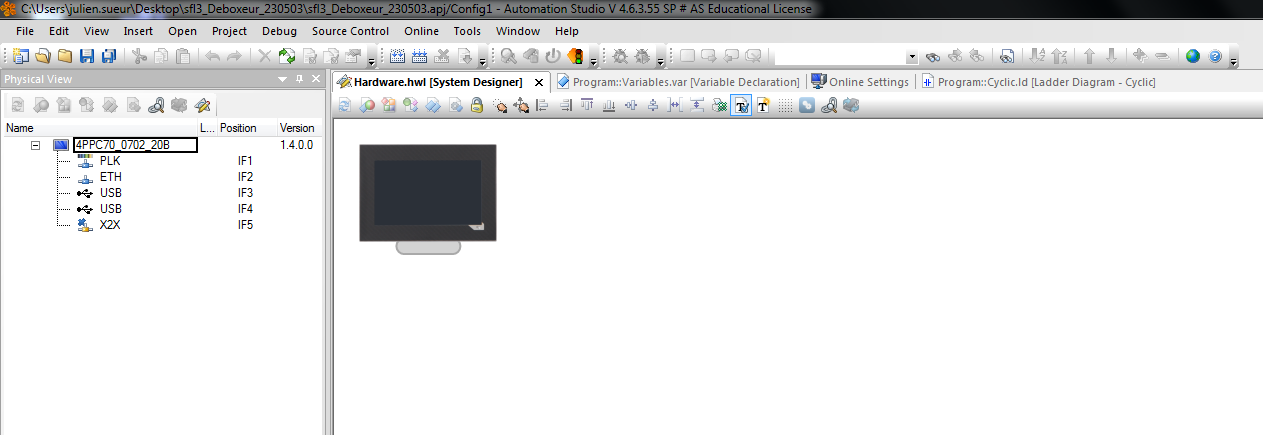 C:\Users\julien.sueur\Desktop\sfl3_Deboxeur_230503\sfl3_Deboxeur_230503.apj/Config1 - Automation Studio V 4.6.3.55 SP # AS Educational License
File Edit View Insert Open Project Debug Source Control Online Tools Window Help
Physical View
Hardware.hwl [System Designer] Program::Variables.var [Variable Declaration] Online Settings Program::Cyclic.ld [Ladder Diagram - Cyclic]
Name L... Position Version
4PPC70_0702_20B 1.4.0.0
PLK IF1
ETH IF2
USB IF3
USB IF4
X2X IF5